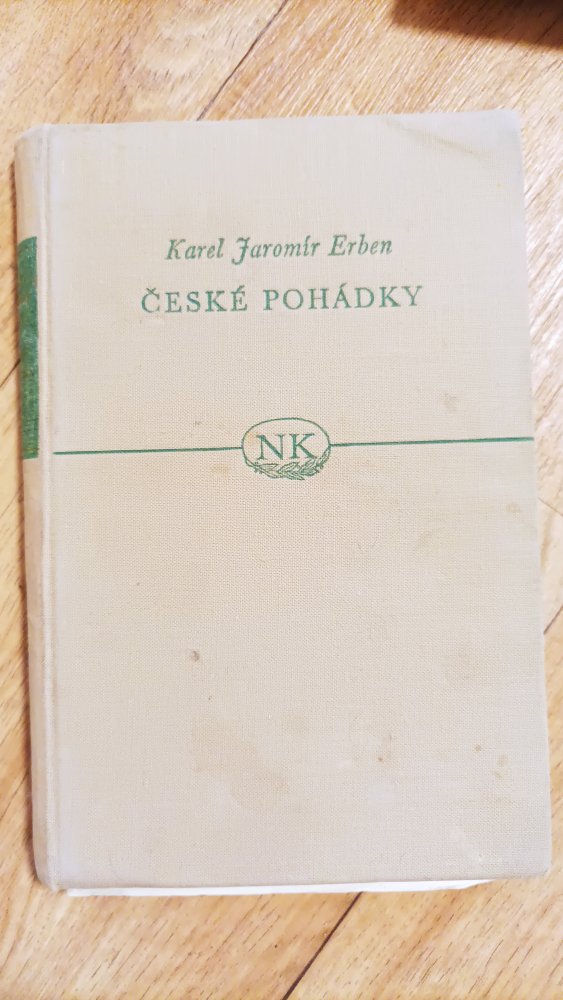 Karel Jaromír Erben
ČESKÉ POHÁDKY
NK